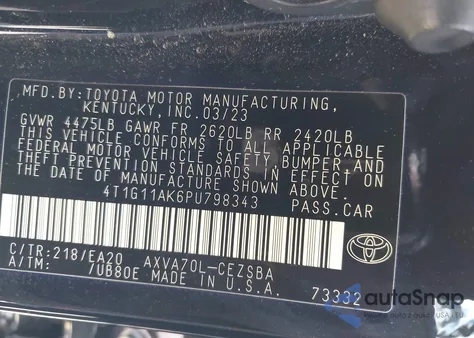 MFD. BY: TOYOTA MOTOR MANUFACTURING,
KENTUCKY, INC. 03/23
GVWR 4475LB GAWR FR 2620LB RR 2420LB
THIS VEHICLE CONFORMS TO ALL APPLICABLE
FEDERAL MOTOR VEHICLE SAFETY, BUMPER AND
THEFT PREVENTION STANDARDS IN EFFECT ON
THE DATE OF MANUFACTURE SHOWN ABOVE.
4T1G11AK6PU798343 PASS.CAR
C/TR: 218/EA20 AXVA70L-CEZSBA
A/TM: /UB80E MADE IN U.S.A. 73332
autoSnap